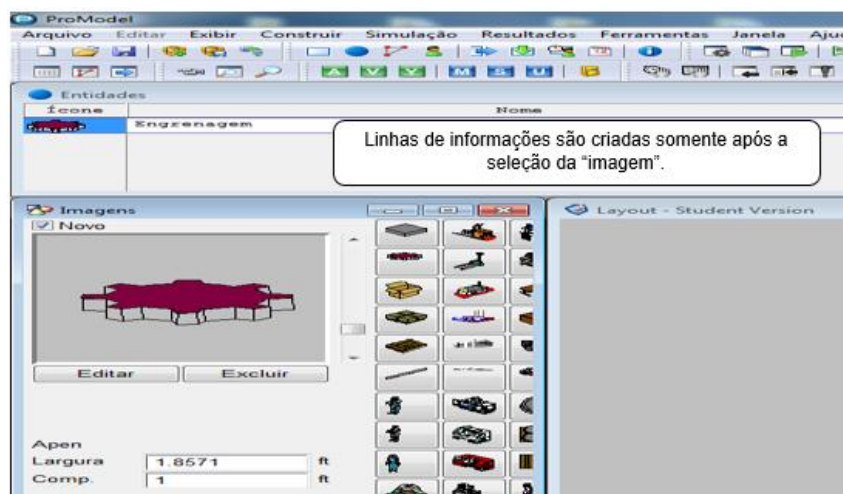 ProModel
Arquivo Editar Exibir Construir Simulação Resultados Ferramentas Janela Aju
Entidades
Ícone Nome
Engrenagem
Linhas de informações são criadas somente após a
seleção da “imagem”.
Imagens
Layout - Student Version
Novo
Editar Excluir
Apen
Largura 1.8571 ft
Comp. 1 ft